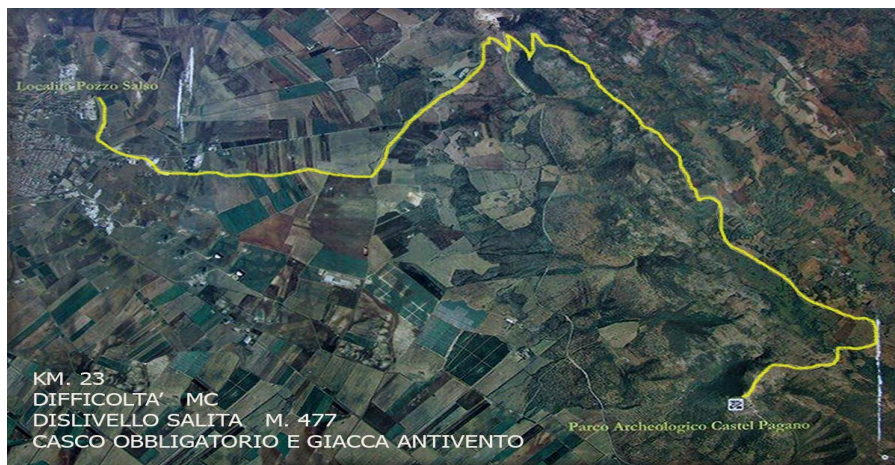 Località Pozzo Salso
KM. 23
DIFFICOLTA' MC
DISLIVELLO SALITA M. 477
CASCO OBBLIGATORIO E GIACCA ANTIVENTO
Parco Archeologico Castel Pagano